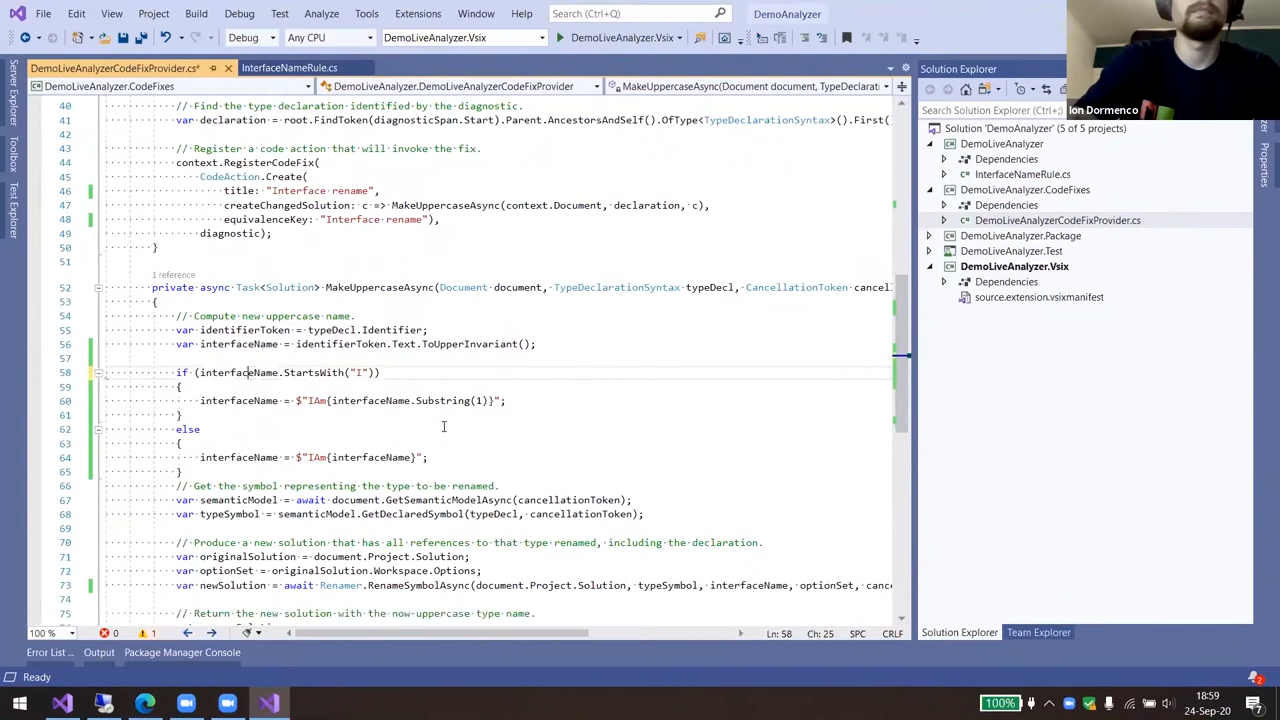 File Edit View Project Build Debug Test Analyze Tools Extensions Window Help Search (Ctrl+Q) DemoAnalyzer
Debug Any CPU DemoLiveAnalyzer.Vsix DemoLiveAnalyzer.Vsix
DemoLiveAnalyzerCodeFixProvider.cs* InterfaceNameRule.cs
DemoLiveAnalyzer.CodeFixes DemoLiveAnalyzer.DemoLiveAnalyzerCodeFixProvider MakeUppercaseAsync(Document document, TypeDeclarati
Server Explorer
Toolbox
Test Explorer
40 // Find the type declaration identified by the diagnostic.
41 var declaration = root.FindToken(diagnosticSpan.Start).Parent.AncestorsAndSelf().OfType<TypeDeclarationSyntax>().First(
42
43 // Register a code action that will invoke the fix.
44 context.RegisterCodeFix(
45 CodeAction.Create(
46 title: "Interface rename",
47 createChangedSolution: c => MakeUppercaseAsync(context.Document, declaration, c),
48 equivalenceKey: "Interface rename"),
49 diagnostic);
50 }
51
1 reference
52 private async Task<Solution> MakeUppercaseAsync(Document document, TypeDeclarationSyntax typeDecl, CancellationToken cancel
53 {
54 // Compute new uppercase name.
55 var identifierToken = typeDecl.Identifier;
56 var interfaceName = identifierToken.Text.ToUpperInvariant();
57
58 if (interfaceName.StartsWith("I"))
59 {
60 interfaceName = $"IAm{interfaceName.Substring(1)}";
61 }
62 else
63 {
64 interfaceName = $"IAm{interfaceName}";
65 }
66 // Get the symbol representing the type to be renamed.
67 var semanticModel = await document.GetSemanticModelAsync(cancellationToken);
68 var typeSymbol = semanticModel.GetDeclaredSymbol(typeDecl, cancellationToken);
69
70 // Produce a new solution that has all references to that type renamed, including the declaration.
71 var originalSolution = document.Project.Solution;
72 var optionSet = originalSolution.Workspace.Options;
73 var newSolution = await Renamer.RenameSymbolAsync(document.Project.Solution, typeSymbol, interfaceName, optionSet, cance
74
75 // Return the new solution with the now-uppercase type name.
100 % 0 1 Ln: 58 Ch: 25 SPC CRLF
Error List ... Output Package Manager Console
Ready
Solution Explorer
Ion Dormenco
Search Solution Explorer (Ctrl+;)
Solution 'DemoAnalyzer' (5 of 5 projects)
DemoLiveAnalyzer
Dependencies
InterfaceNameRule.cs
DemoLiveAnalyzer.CodeFixes
Dependencies
DemoLiveAnalyzerCodeFixProvider.cs
DemoLiveAnalyzer.Package
DemoLiveAnalyzer.Test
DemoLiveAnalyzer.Vsix
Dependencies
source.extension.vsixmanifest
Solution Explorer Team Explorer
Properties
2
100%
18:59
24-Sep-20
7